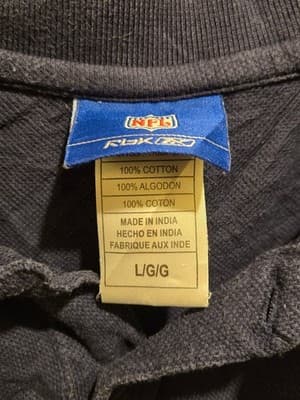 NFL
RBK
100% COTTON
100% ALGODON
100% COTON
MADE IN INDIA
HECHO EN INDIA
FABRIQUE AUX INDE
L/G/G